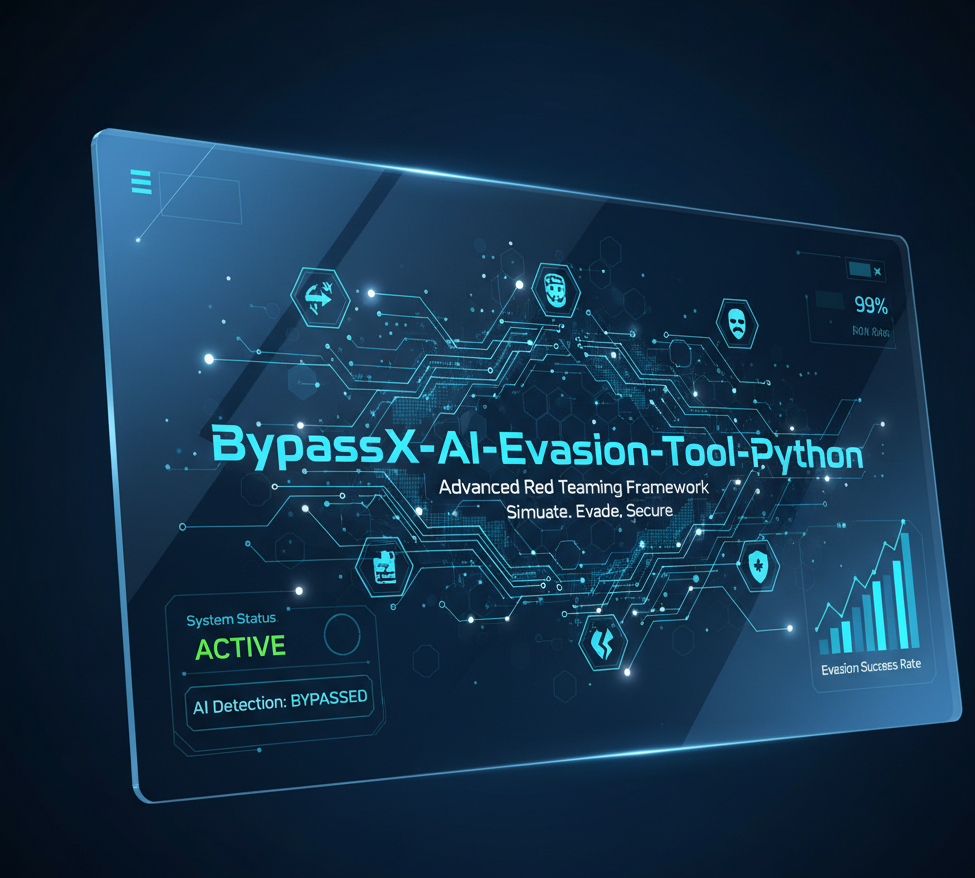 99%
BypassX-AI-Evasion-Tool-Python
Advanced Red Teaming Framework
Simuate. Evade, Secure
System Status
ACTIVE
AI Detection: BYPASSED
Evasion Success Rate